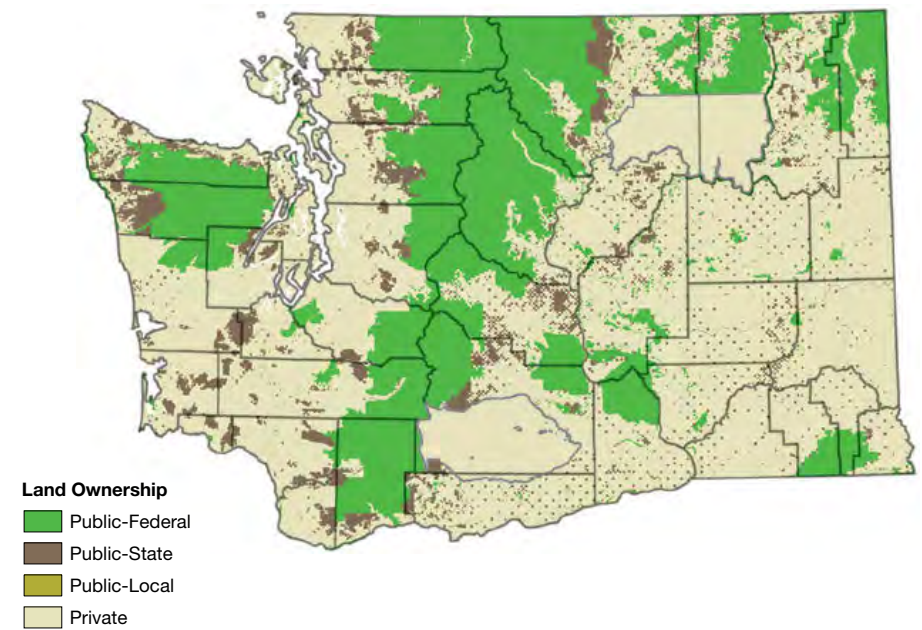 Land Ownership
Public-Federal
Public-State
Public-Local
Private